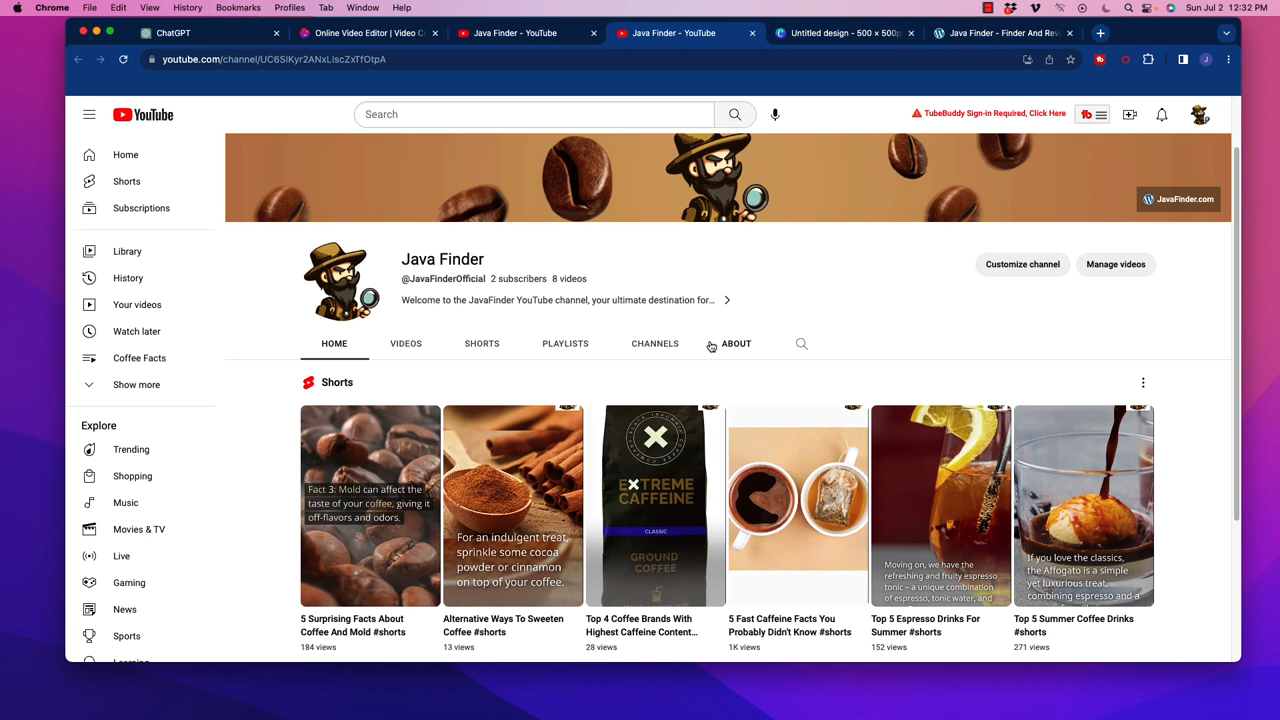 Chrome File Edit View History Bookmarks Profiles Tab Window Help Sun Jul 2 12:32 PM
ChatGPT Online Video Editor | Video C Java Finder - YouTube Java Finder - YouTube Untitled design - 500 × 500p Java Finder - Finder And Revi
youtube.com/channel/UC6SIKyr2ANxLIscZxTfOtpA J
YouTube Search TubeBuddy Sign-in Required, Click Here tb
Home
Shorts
Subscriptions
Library
History
Your videos
Watch later
Coffee Facts
Show more
Explore
Trending
Shopping
Music
Movies & TV
Live
Gaming
News
Sports
JavaFinder.com
Java Finder
@JavaFinderOfficial 2 subscribers 8 videos
Welcome to the JavaFinder YouTube channel, your ultimate destination for...
Customize channel Manage videos
HOME VIDEOS SHORTS PLAYLISTS CHANNELS ABOUT
Shorts
Fact 3: Mold can affect the
taste of your coffee, giving it
off-flavors and odors.
For an indulgent treat,
sprinkle some cocoa
powder or cinnamon
on top of your coffee.
EXTREME
CAFFEINE
CLASSIC
GROUND
COFFEE
Moving on, we have the
refreshing and fruity espresso
tonic – a unique combination
of espresso, tonic water, and
If you love the classics,
the Affogato is a simple
yet luxurious treat,
combining espresso and a
5 Surprising Facts About
Coffee And Mold #shorts
184 views
Alternative Ways To Sweeten
Coffee #shorts
13 views
Top 4 Coffee Brands With
Highest Caffeine Content...
28 views
5 Fast Caffeine Facts You
Probably Didn't Know #shorts
1K views
Top 5 Espresso Drinks For
Summer #shorts
152 views
Top 5 Summer Coffee Drinks
#shorts
271 views